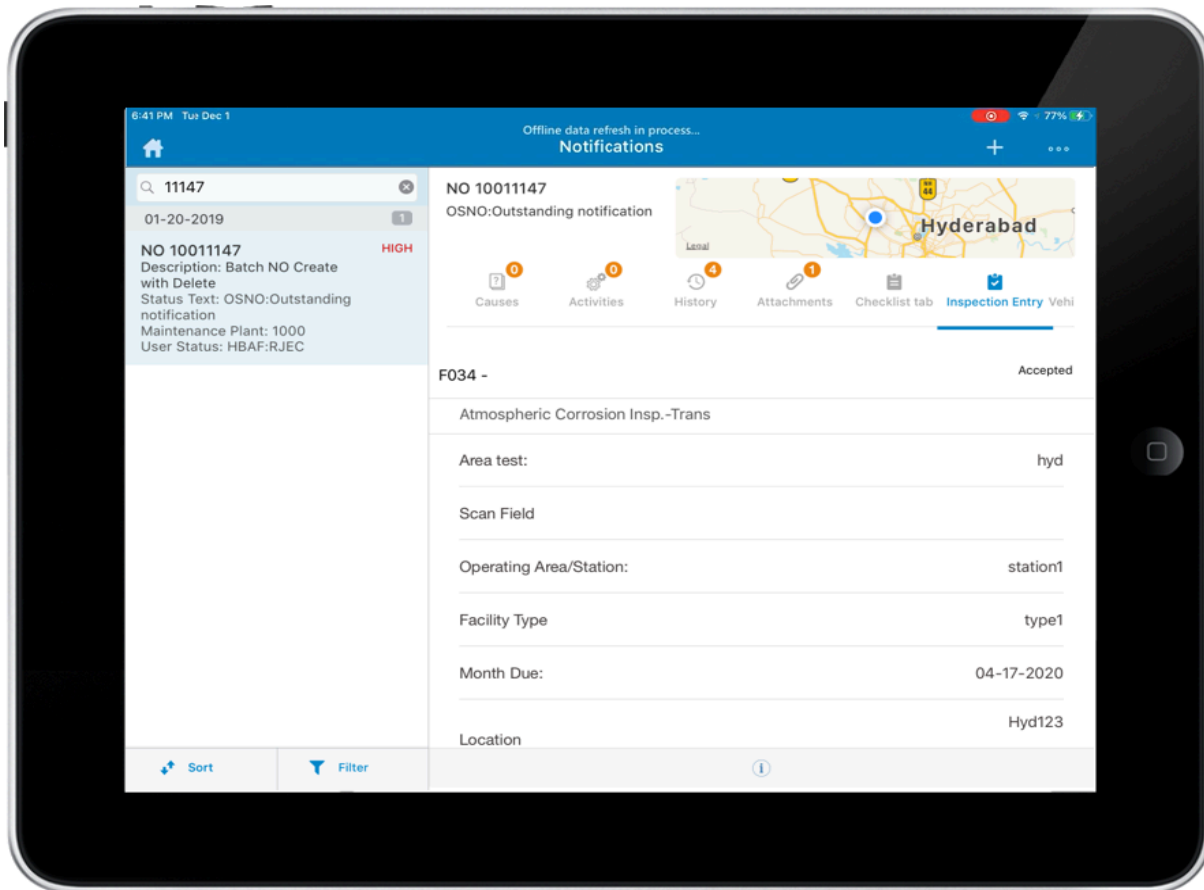 6:41 PM Tue Dec 1
77%
Offline data refresh in process...
Notifications
11147
01-20-2019
1
NO 10011147
HIGH
Description: Batch NO Create
with Delete
Status Text: OSNO:Outstanding
notification
Maintenance Plant: 1000
User Status: HBAF:RJEC
Sort
Filter
NO 10011147
OSNO:Outstanding notification
NH
44
Hyderabad
Legal
0
Causes
0
Activities
4
History
1
Attachments
Checklist tab
Inspection Entry
Vehi
F034 -
Accepted
Atmospheric Corrosion Insp.-Trans
Area test:
hyd
Scan Field
Operating Area/Station:
station1
Facility Type
type1
Month Due:
04-17-2020
Location
Hyd123